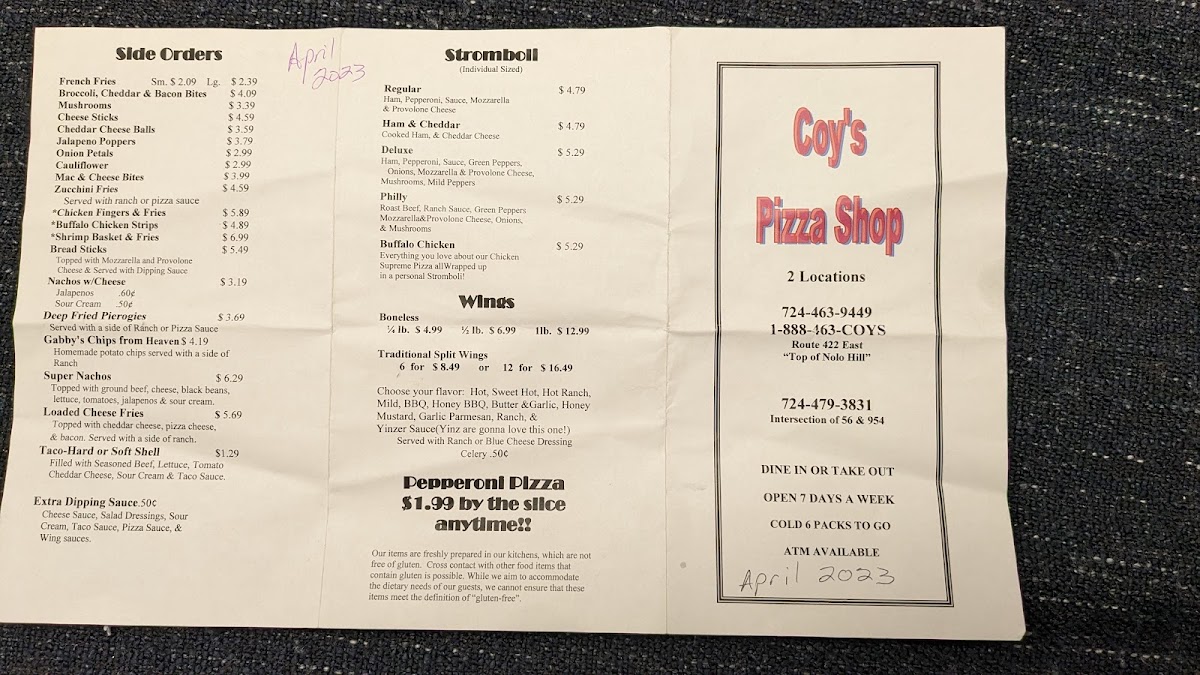 Side Orders
April
2023
French Fries Sm. $ 2.09 Lg. $ 2.39
Broccoli, Cheddar & Bacon Bites $ 4.09
Mushrooms $ 3.39
Cheese Sticks $ 4.59
Cheddar Cheese Balls $ 3.59
Jalapeno Poppers $ 3.79
Onion Petals $ 2.99
Cauliflower $ 2.99
Mac & Cheese Bites $ 3.99
Zucchini Fries $ 4.59
Served with ranch or pizza sauce
*Chicken Fingers & Fries $ 5.89
*Buffalo Chicken Strips $ 4.89
*Shrimp Basket & Fries $ 6.99
Bread Sticks $ 5.49
Topped with Mozzarella and Provolone
Cheese & Served with Dipping Sauce
Nachos w/Cheese $ 3.19
Jalapenos .60¢
Sour Cream .50¢
Deep Fried Pierogies $ 3.69
Served with a side of Ranch or Pizza Sauce
Gabby's Chips from Heaven $ 4.19
Homemade potato chips served with a side of
Ranch
Super Nachos $ 6.29
Topped with ground beef, cheese, black beans,
lettuce, tomatoes, jalapenos & sour cream.
Loaded Cheese Fries $ 5.69
Topped with cheddar cheese, pizza cheese,
& bacon. Served with a side of ranch.
Taco-Hard or Soft Shell $1.29
Filled with Seasoned Beef, Lettuce, Tomato
Cheddar Cheese, Sour Cream & Taco Sauce.
Extra Dipping Sauce .50¢
Cheese Sauce, Salad Dressings, Sour
Cream, Taco Sauce, Pizza Sauce, &
Wing sauces.
Stromboli
(Individual Sized)
Regular $ 4.79
Ham, Pepperoni, Sauce, Mozzarella
& Provolone Cheese
Ham & Cheddar $ 4.79
Cooked Ham, & Cheddar Cheese
Deluxe $ 5.29
Ham, Pepperoni, Sauce, Green Peppers,
Onions, Mozzarella & Provolone Cheese,
Mushrooms, Mild Peppers
Philly $ 5.29
Roast Beef, Ranch Sauce, Green Peppers
Mozzarella&Provolone Cheese, Onions,
& Mushrooms
Buffalo Chicken $ 5.29
Everything you love about our Chicken
Supreme Pizza allWrapped up
in a personal Stromboli!
Wings
Boneless
¼ lb. $ 4.99 ½ lb. $ 6.99 1lb. $ 12.99
Traditional Split Wings
6 for $ 8.49 or 12 for $ 16.49
Choose your flavor: Hot, Sweet Hot, Hot Ranch,
Mild, BBQ, Honey BBQ, Butter &Garlic, Honey
Mustard, Garlic Parmesan, Ranch, &
Yinzer Sauce(Yinz are gonna love this one!)
Served with Ranch or Blue Cheese Dressing
Celery .50¢
Pepperoni Pizza
$1.99 by the slice
anytime!!
Our items are freshly prepared in our kitchens, which are not
free of gluten. Cross contact with other food items that
contain gluten is possible. While we aim to accommodate
the dietary needs of our guests, we cannot ensure that these
items meet the definition of "gluten-free".
Coy's
Pizza Shop
2 Locations
724-463-9449
1-888-463-COYS
Route 422 East
"Top of Nolo Hill"
724-479-3831
Intersection of 56 & 954
DINE IN OR TAKE OUT
OPEN 7 DAYS A WEEK
COLD 6 PACKS TO GO
ATM AVAILABLE
April 2023